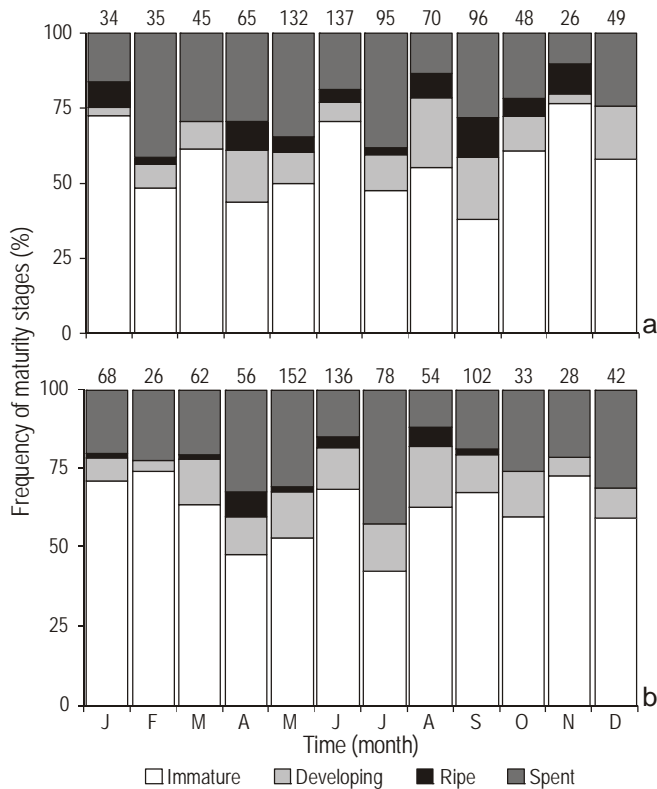 34 35 45 65 132 137 95 70 96 48 26 49
100
75
50
25
0
a
68 26 62 56 152 136 78 54 102 33 28 42
100
75
50
25
0
b
Frequency of maturity stages (%)
J F M A M J J A S O N D
Time (month)
Immature Developing Ripe Spent